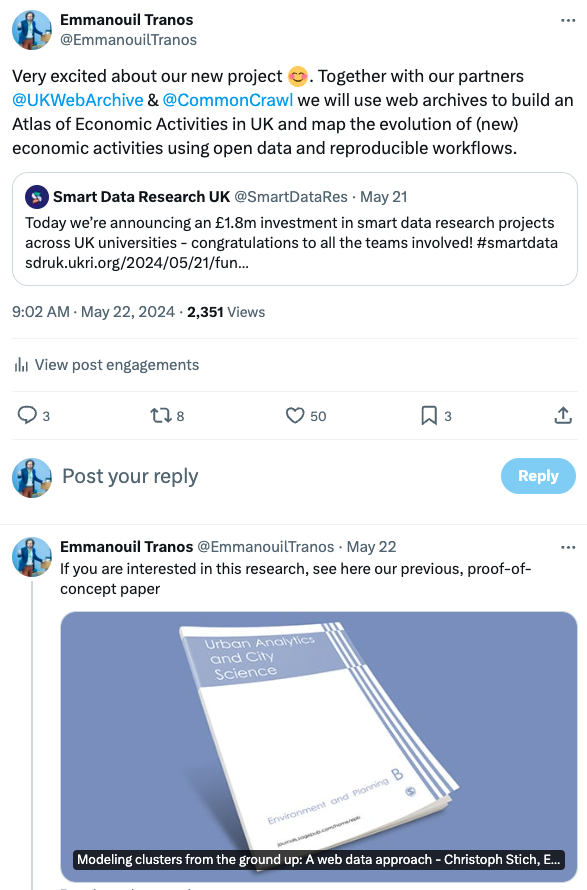 Emmanouil Tranos
@EmmanouilTranos
Very excited about our new project 😊. Together with our partners
@UKWebArchive & @CommonCrawl we will use web archives to build an
Atlas of Economic Activities in UK and map the evolution of (new)
economic activities using open data and reproducible workflows.
Smart Data Research UK @SmartDataRes · May 21
Today we’re announcing an £1.8m investment in smart data research projects
across UK universities - congratulations to all the teams involved! #smartdata
sdruk.ukri.org/2024/05/21/fun...
9:02 AM · May 22, 2024 · 2,351 Views
View post engagements
3 8 50 3
Post your reply Reply
Emmanouil Tranos @EmmanouilTranos · May 22
If you are interested in this research, see here our previous, proof-of-
concept paper
Urban Analytics
and City
Science
Environment and Planning B
journals.sagepub.com/home/epb
Modeling clusters from the ground up: A web data approach - Christoph Stich, E...